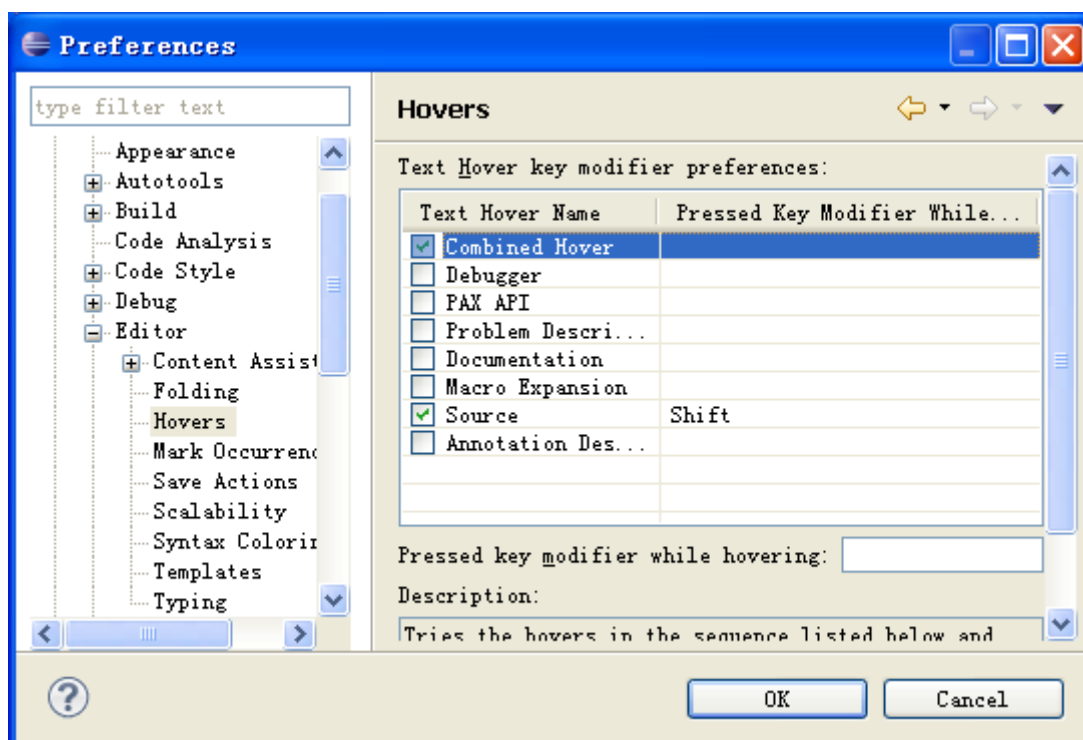 Preferences
type filter text
Appearance
Autotools
Build
Code Analysis
Code Style
Debug
Editor
Content Assist
Folding
Hovers
Mark Occurrenc
Save Actions
Scalability
Syntax Colorin
Templates
Typing
Hovers
Text Hover key modifier preferences:
Text Hover Name Pressed Key Modifier While...
Combined Hover
Debugger
PAX API
Problem Descri...
Documentation
Macro Expansion
Source Shift
Annotation Des...
Pressed key modifier while hovering:
Description:
Tries the hovers in the sequence listed below and
OK Cancel